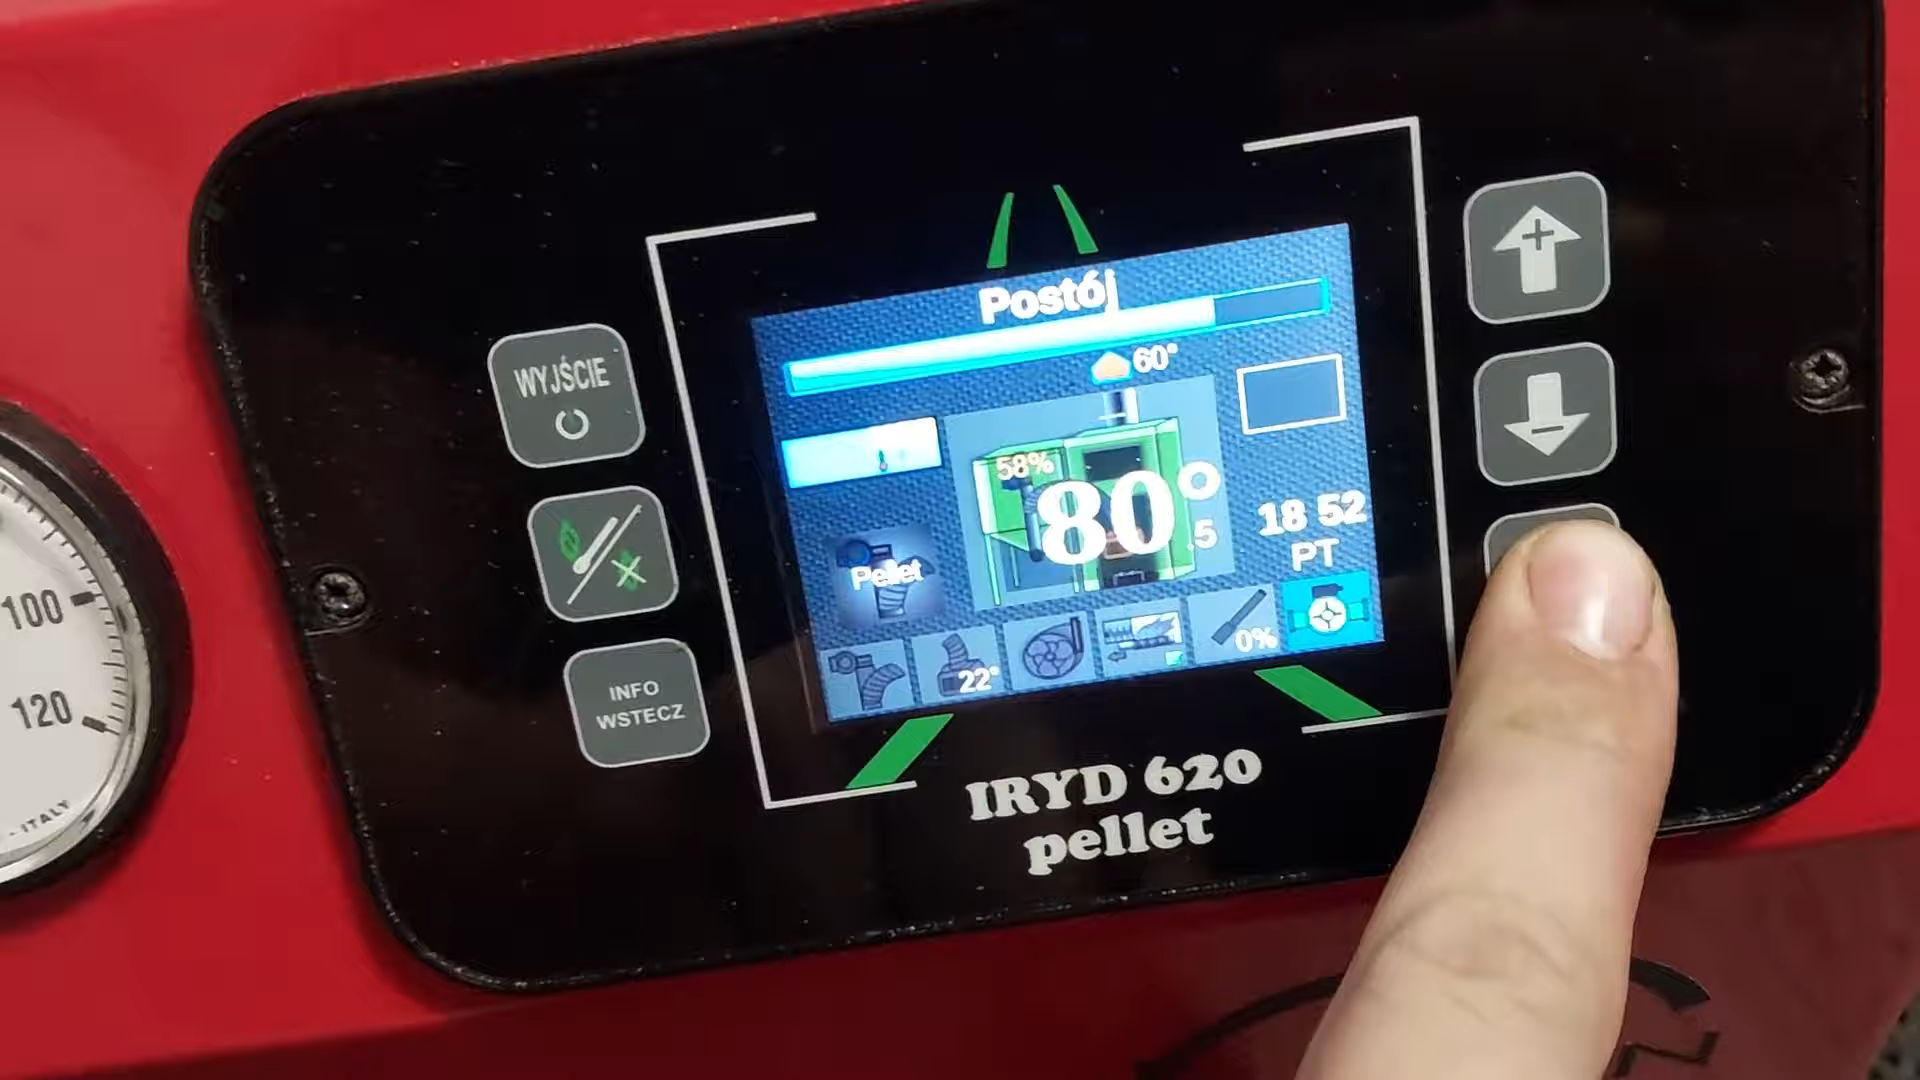 Postój
60°
WYJŚCIE
58%
80°
.5
18 52
PT
Pellet
22°
0%
INFO
WSTECZ
100
120
- ITALY
IRYD 620
pellet